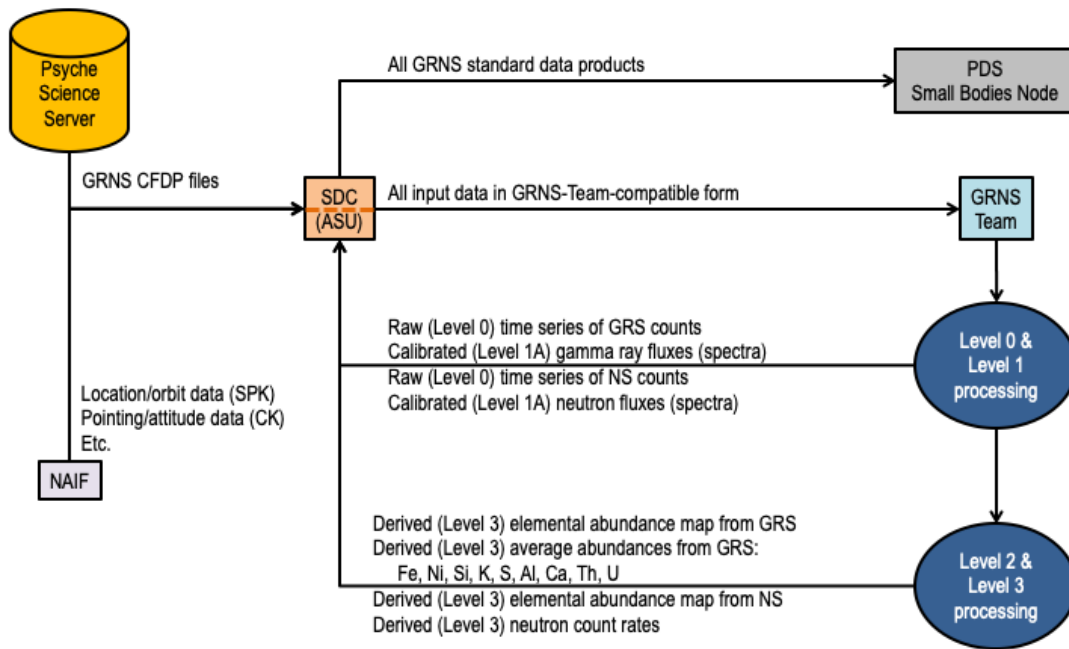 Psyche
Science
Server
All GRNS standard data products
PDS
Small Bodies Node
GRNS CFDP files
SDC
(ASU)
All input data in GRNS-Team-compatible form
GRNS
Team
Raw (Level 0) time series of GRS counts
Calibrated (Level 1A) gamma ray fluxes (spectra)
Raw (Level 0) time series of NS counts
Calibrated (Level 1A) neutron fluxes (spectra)
Level 0 &
Level 1
processing
Location/orbit data (SPK)
Pointing/attitude data (CK)
Etc.
NAIF
Derived (Level 3) elemental abundance map from GRS
Derived (Level 3) average abundances from GRS:
Fe, Ni, Si, K, S, Al, Ca, Th, U
Derived (Level 3) elemental abundance map from NS
Derived (Level 3) neutron count rates
Level 2 &
Level 3
processing